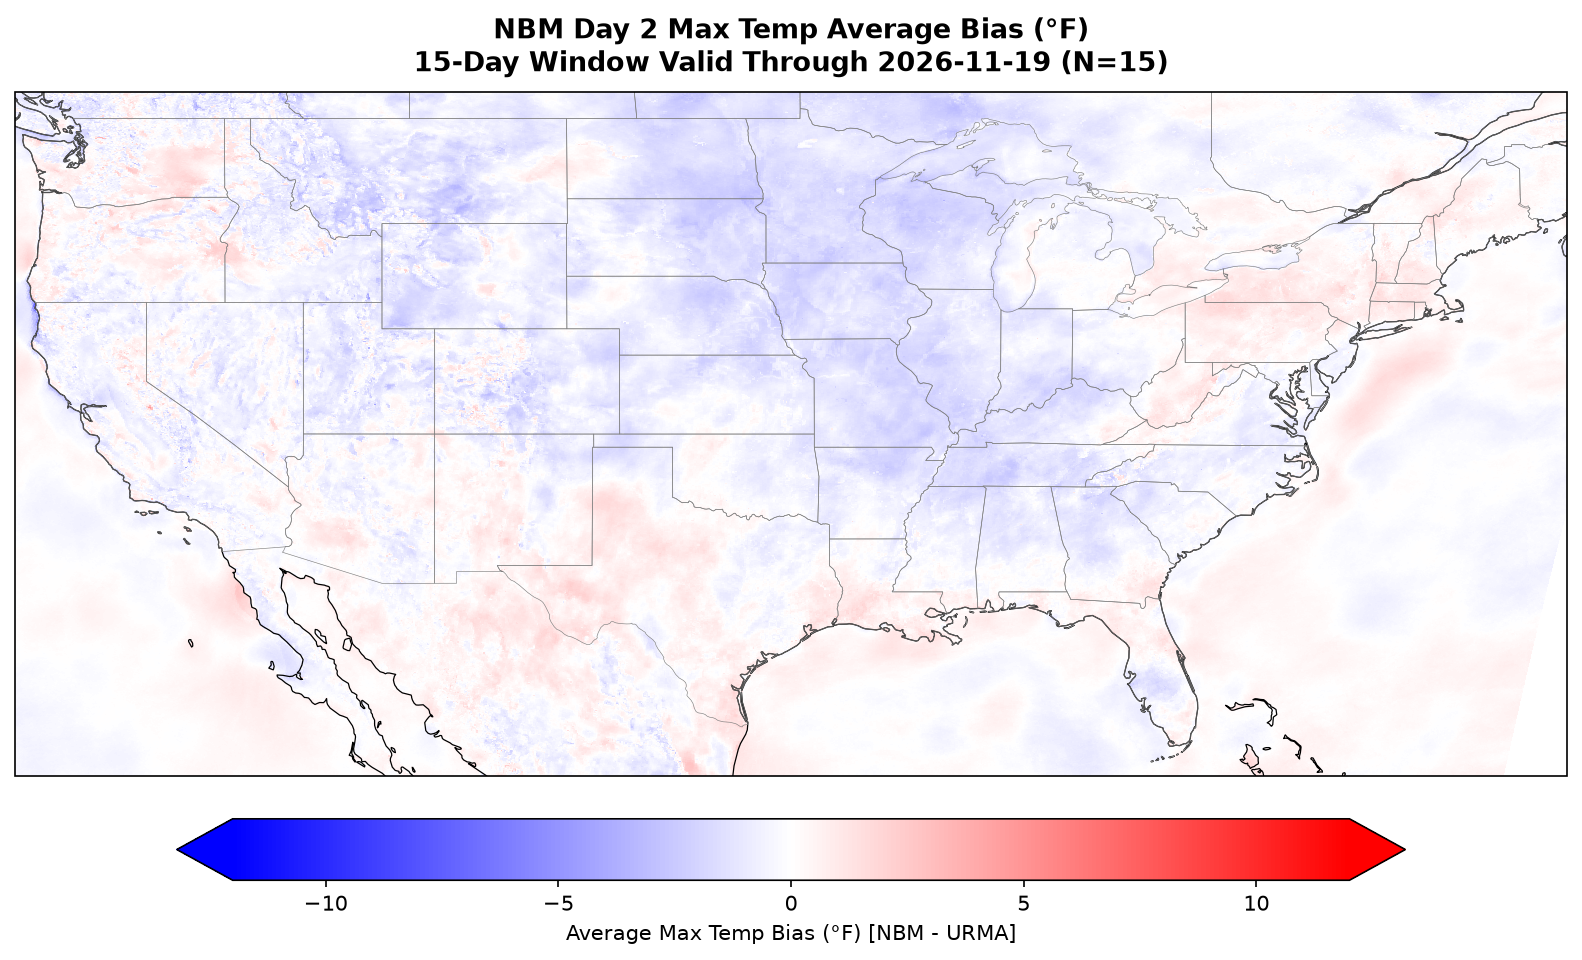 NBM Day 2 Max Temp Average Bias (°F)
15-Day Window Valid Through 2026-11-19 (N=15)
−10 −5 0 5 10
Average Max Temp Bias (°F) [NBM - URMA]